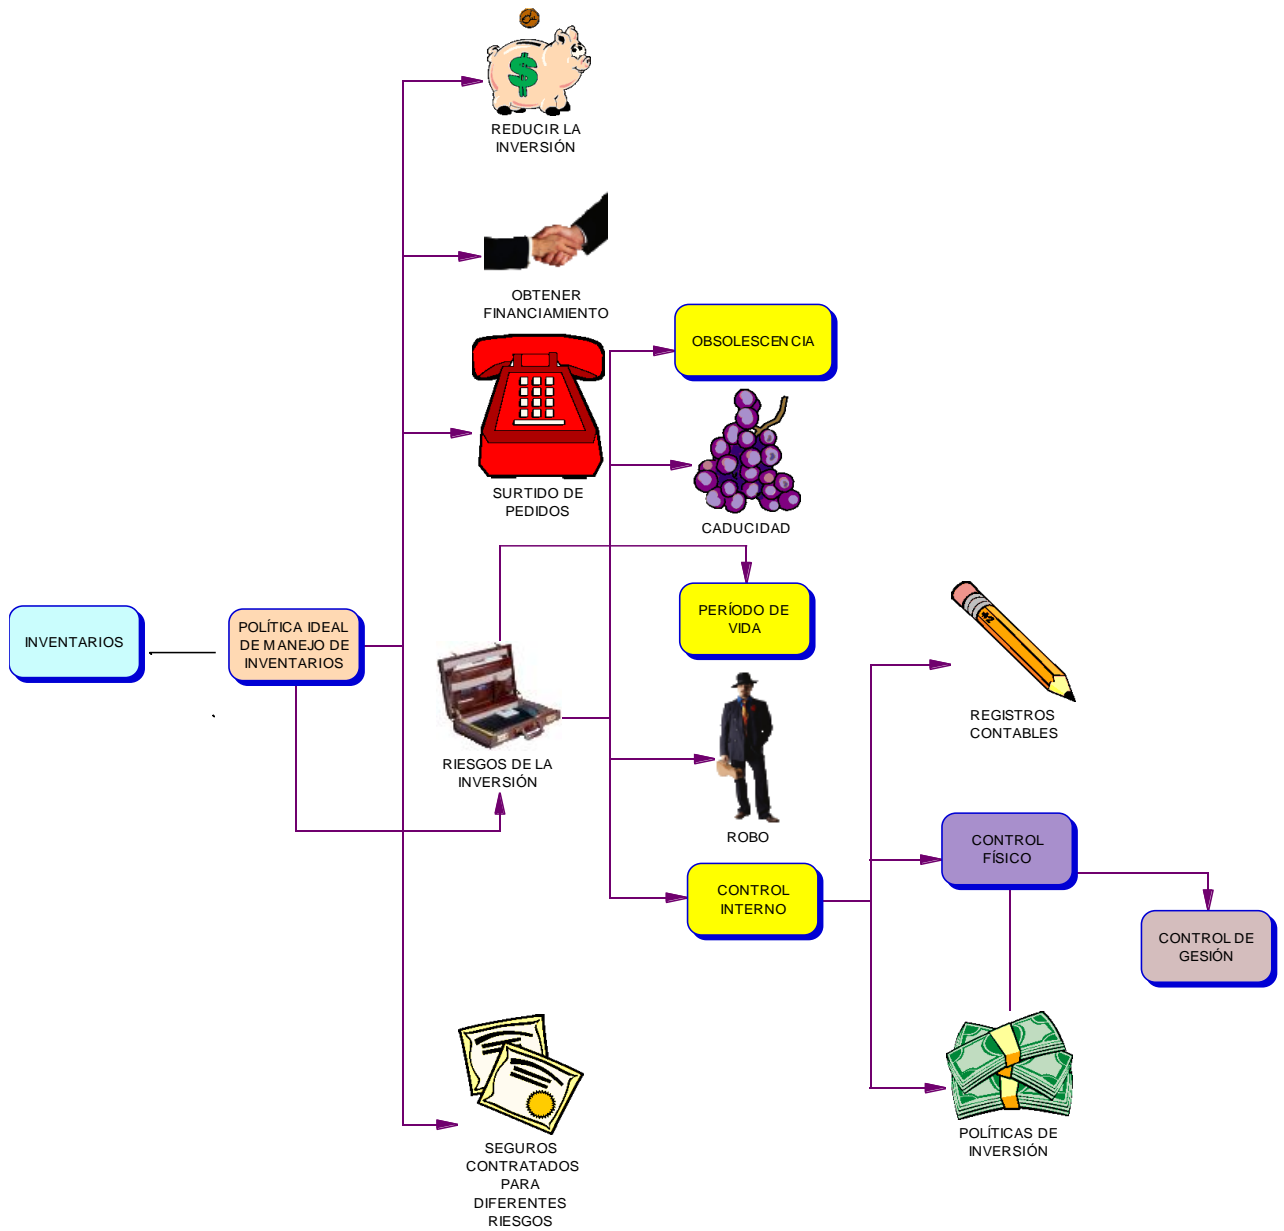 $
REDUCIR LA
INVERSIÓN
OBTENER
FINANCIAMIENTO
OBSOLESCENCIA
SURTIDO DE
PEDIDOS
CADUCIDAD
INVENTARIOS
POLÍTICA IDEAL
DE MANEJO DE
INVENTARIOS
PERÍODO DE
VIDA
#2
REGISTROS
CONTABLES
RIESGOS DE LA
INVERSIÓN
ROBO
CONTROL
FÍSICO
CONTROL
INTERNO
CONTROL DE
GESIÓN
POLÍTICAS DE
INVERSIÓN
SEGUROS
CONTRATADOS
PARA
DIFERENTES
RIESGOS